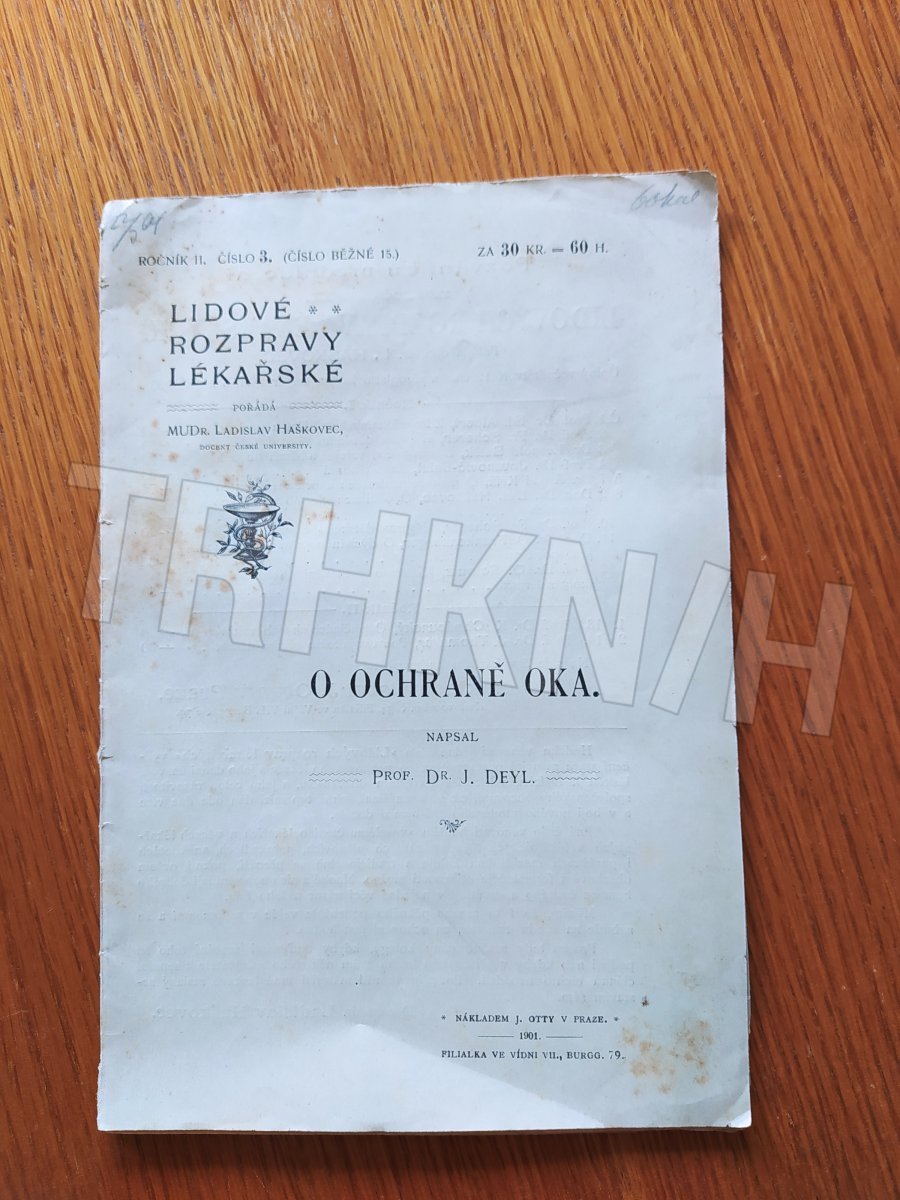 ROČNÍK II. ČÍSLO 3. (ČÍSLO BĚŽNÉ 15.) ZA 30 KR. = 60 H.
LIDOVÉ * *
ROZPRAVY
LÉKAŘSKÉ
POŘÁDÁ
MUDR. LADISLAV HAŠKOVEC,
DOCENT ČESKÉ UNIVERSITY.
TRHKNIH
O OCHRANĚ OKA.
NAPSAL
PROF. DR. J. DEYL.
* NÁKLADEM J. OTTY V PRAZE. *
1901.
FILIALKA VE VÍDNI VII., BURGG. 79.